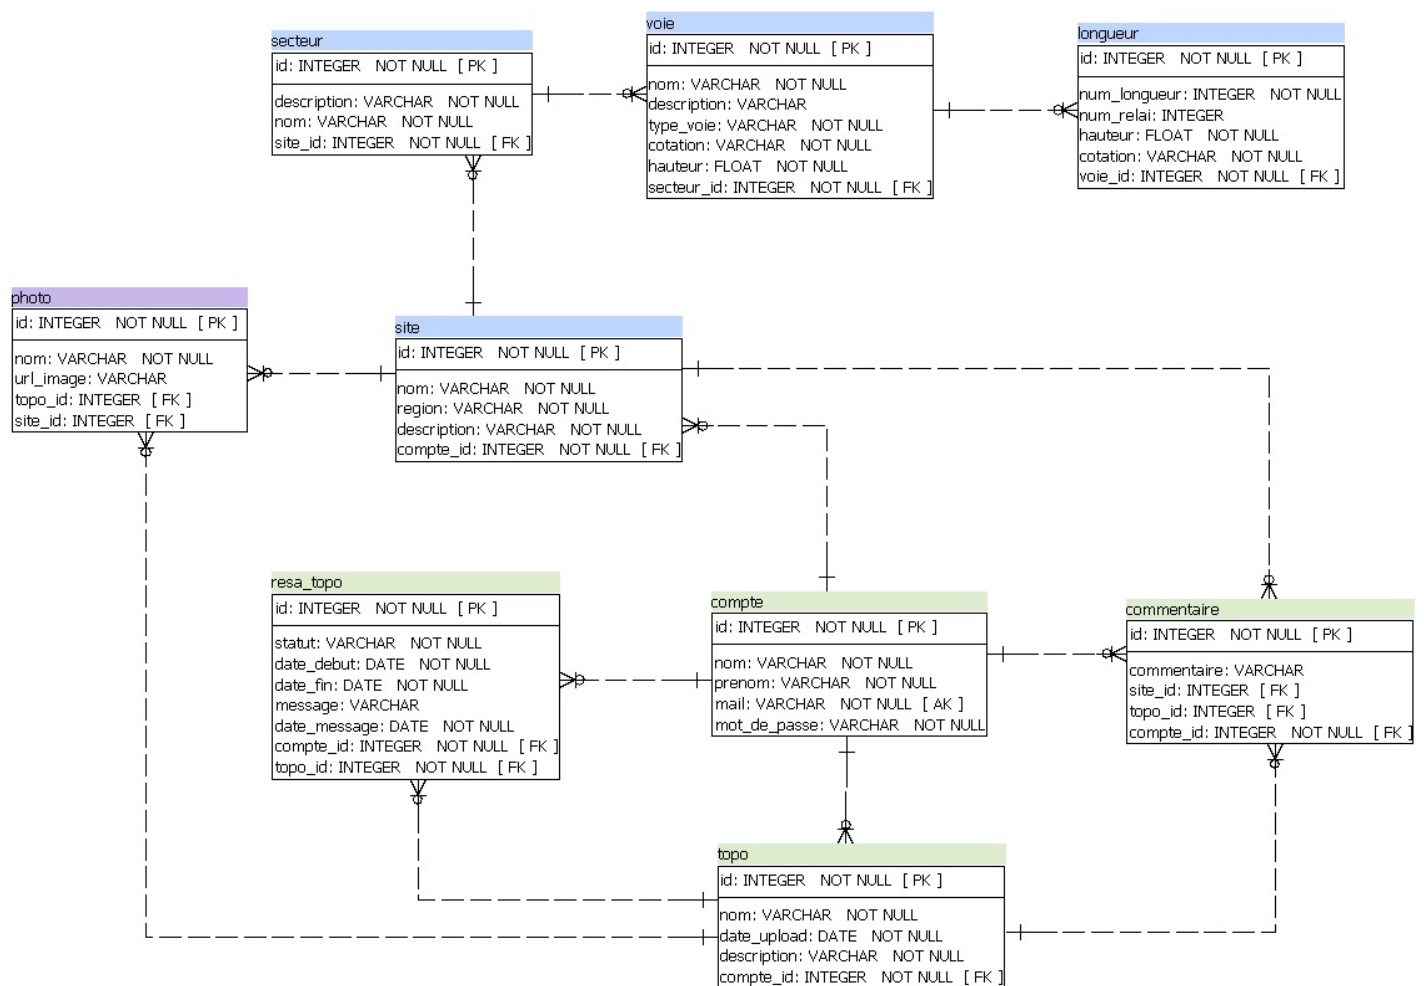 secteur
id: INTEGER NOT NULL [ PK ]
description: VARCHAR NOT NULL
nom: VARCHAR NOT NULL
site_id: INTEGER NOT NULL [ FK ]
voie
id: INTEGER NOT NULL [ PK ]
nom: VARCHAR NOT NULL
description: VARCHAR
type_voie: VARCHAR NOT NULL
cotation: VARCHAR NOT NULL
hauteur: FLOAT NOT NULL
secteur_id: INTEGER NOT NULL [ FK ]
longueur
id: INTEGER NOT NULL [ PK ]
num_longueur: INTEGER NOT NULL
num_relai: INTEGER
hauteur: FLOAT NOT NULL
cotation: VARCHAR NOT NULL
voie_id: INTEGER NOT NULL [ FK ]
photo
id: INTEGER NOT NULL [ PK ]
nom: VARCHAR NOT NULL
url_image: VARCHAR
topo_id: INTEGER [ FK ]
site_id: INTEGER [ FK ]
site
id: INTEGER NOT NULL [ PK ]
nom: VARCHAR NOT NULL
region: VARCHAR NOT NULL
description: VARCHAR NOT NULL
compte_id: INTEGER NOT NULL [ FK ]
resa_topo
id: INTEGER NOT NULL [ PK ]
statut: VARCHAR NOT NULL
date_debut: DATE NOT NULL
date_fin: DATE NOT NULL
message: VARCHAR
date_message: DATE NOT NULL
compte_id: INTEGER NOT NULL [ FK ]
topo_id: INTEGER NOT NULL [ FK ]
compte
id: INTEGER NOT NULL [ PK ]
nom: VARCHAR NOT NULL
prenom: VARCHAR NOT NULL
mail: VARCHAR NOT NULL [ AK ]
mot_de_passe: VARCHAR NOT NULL
commentaire
id: INTEGER NOT NULL [ PK ]
commentaire: VARCHAR
site_id: INTEGER [ FK ]
topo_id: INTEGER [ FK ]
compte_id: INTEGER NOT NULL [ FK ]
topo
id: INTEGER NOT NULL [ PK ]
nom: VARCHAR NOT NULL
date_upload: DATE NOT NULL
description: VARCHAR NOT NULL
compte_id: INTEGER NOT NULL [ FK ]